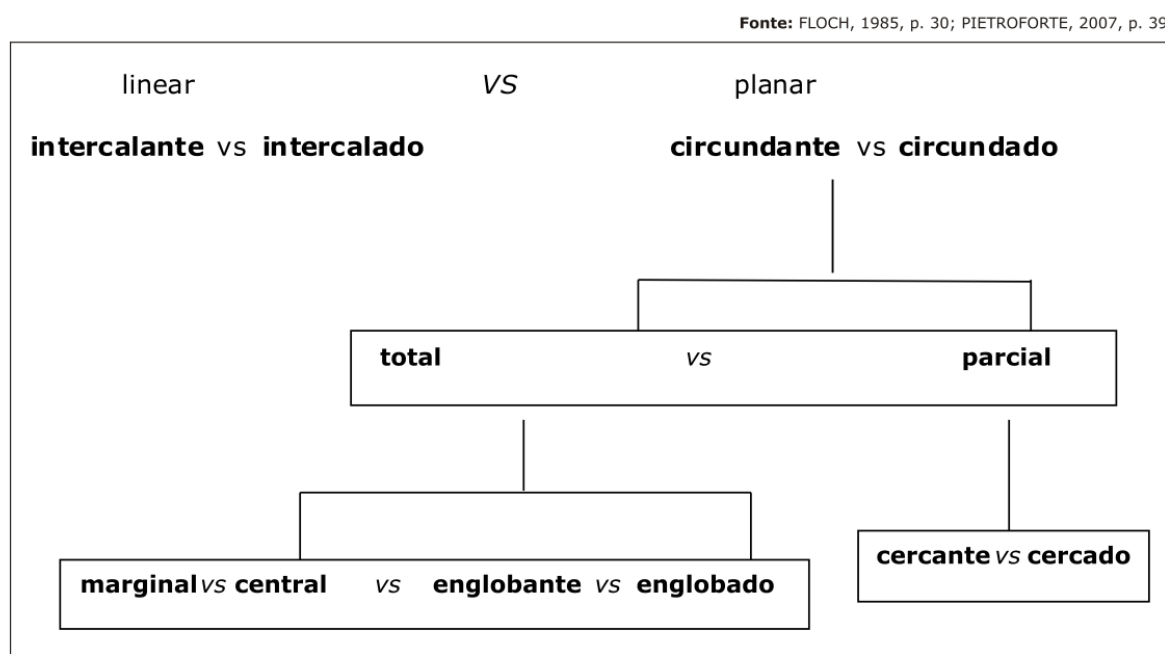 Fonte: FLOCH, 1985, p. 30; PIETROFORTE, 2007, p. 39
linear VS planar
intercalante vs intercalado circundante vs circundado
total vs parcial
cercante vs cercado
marginal vs central vs englobante vs englobado